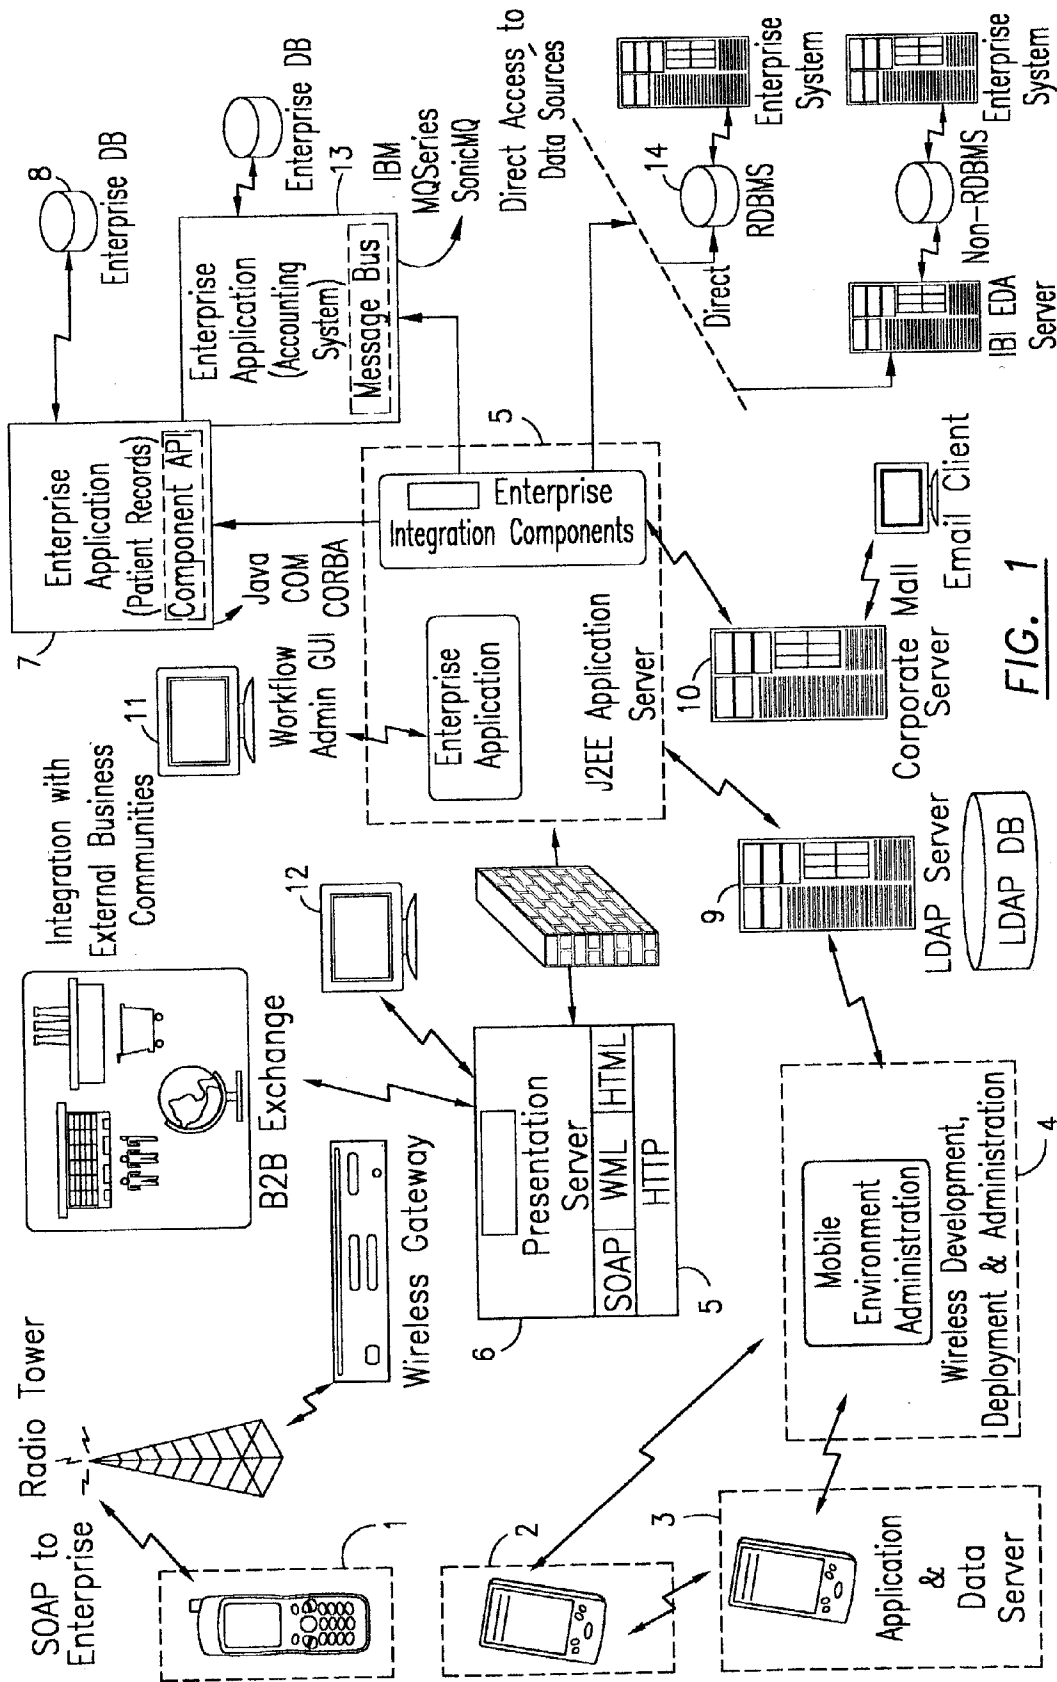 SOAP to
Enterprise
Radio Tower
1
2
3
Application
&
Data
Server
Wireless Gateway
B2B Exchange
Integration with
External Business
Communities
12
6
Presentation
Server
SOAP
WML
HTML
HTTP
5
Mobile
Environment
Administration
Wireless Development,
Deployment & Administration
4
11
Workflow
Admin GUI
7
Enterprise
Application
(Patient Records)
Component API
Java
COM
CORBA
8
Enterprise DB
Enterprise
Application
(Accounting
System)
Message Bus
Enterprise DB
13
IBM
MQSeries
SonicMQ
5
Enterprise
Application
Enterprise
Integration Components
J2EE Application
Server
9
LDAP Server
LDAP DB
10
Corporate Mail
Server
Email Client
Direct Access to
Data Sources
Direct
14
RDBMS
Enterprise
System
IBI EDA
Server
Non-RDBMS
Enterprise
System
FIG. 1